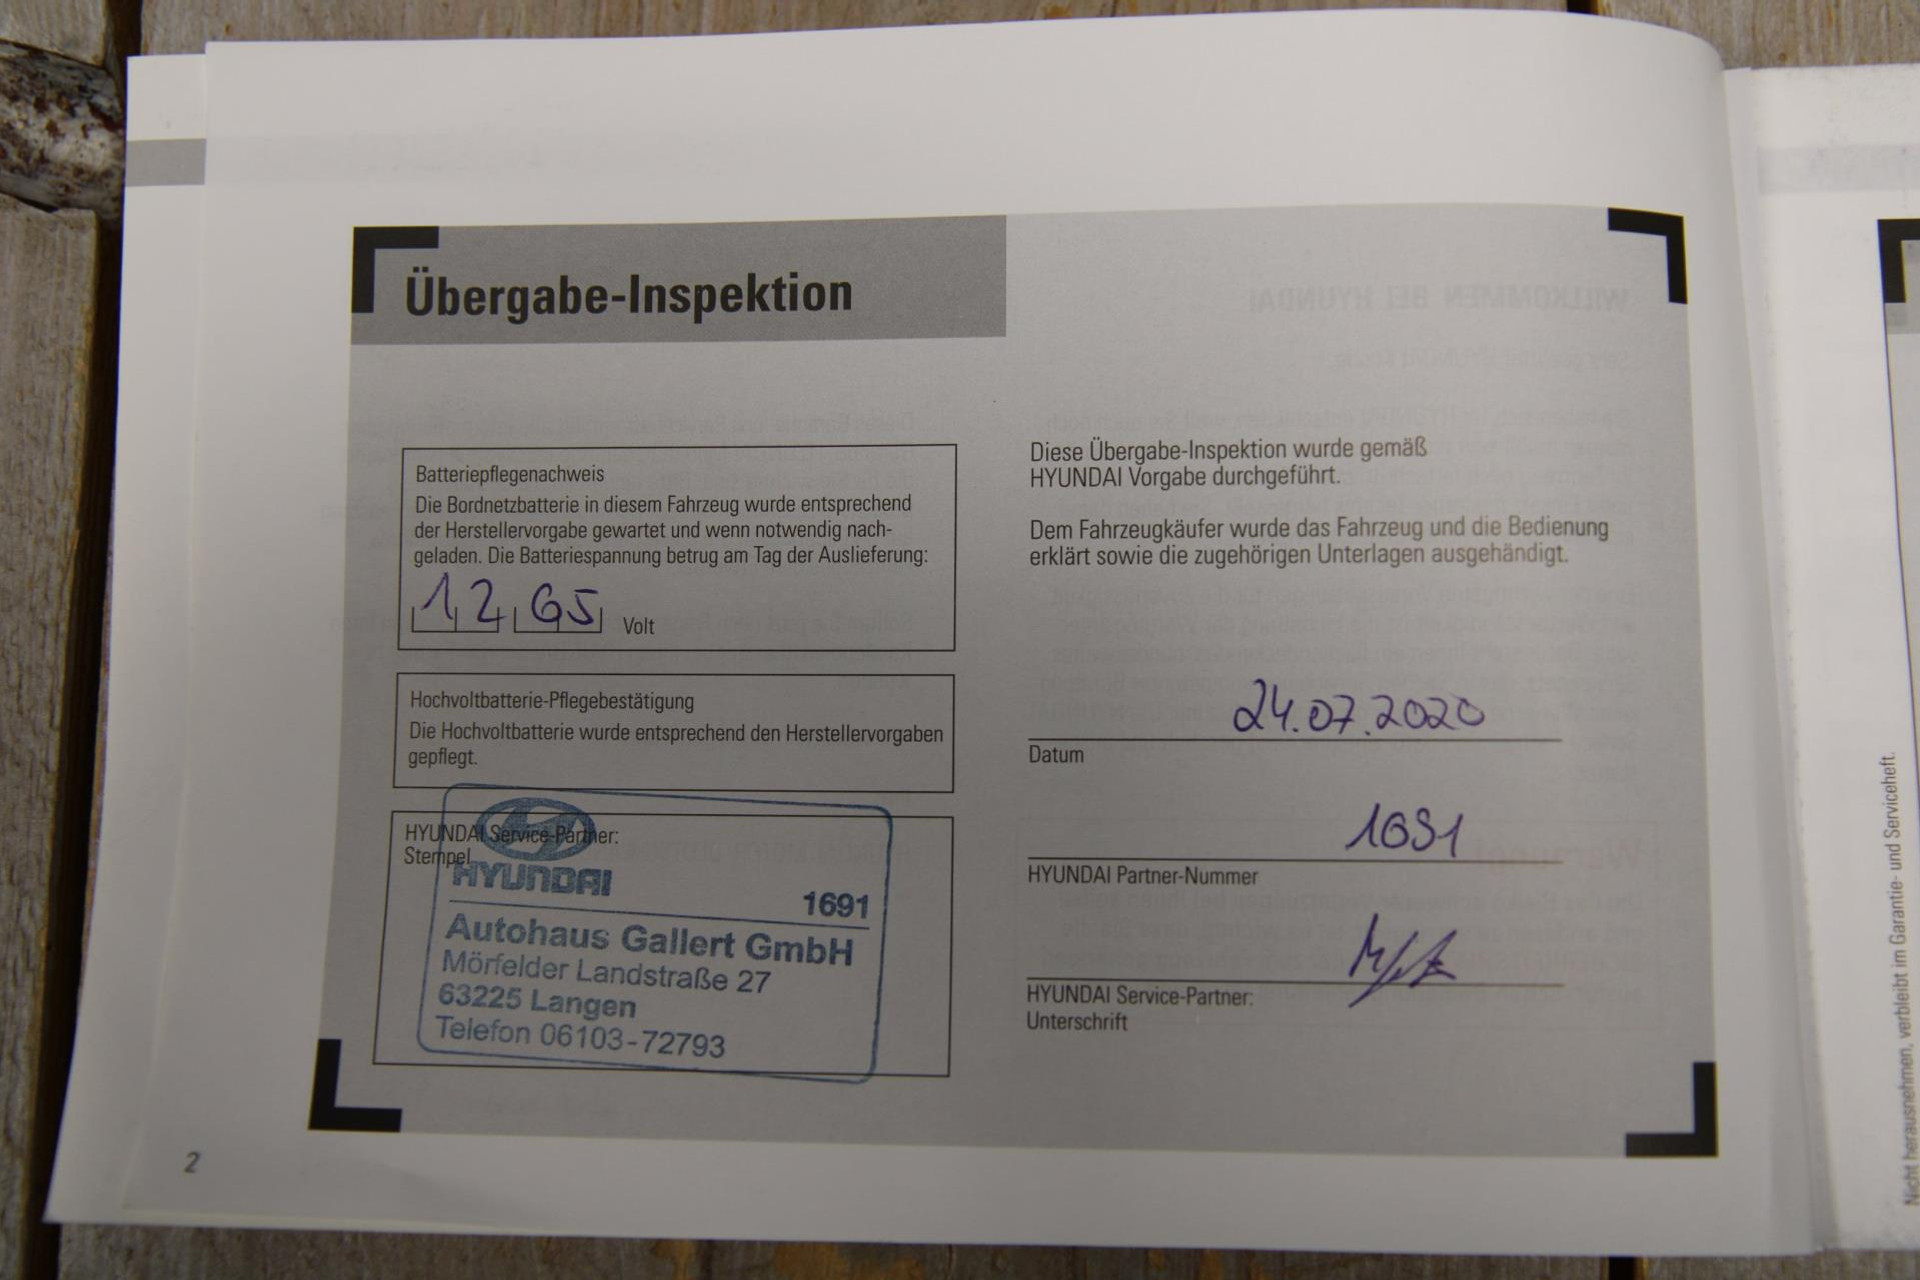 Übergabe-Inspektion
Batteriepflegenachweis
Die Bordnetzbatterie in diesem Fahrzeug wurde entsprechend
der Herstellervorgabe gewartet und wenn notwendig nach-
geladen. Die Batteriespannung betrug am Tag der Auslieferung:
12 65 Volt
Hochvoltbatterie-Pflegebestätigung
Die Hochvoltbatterie wurde entsprechend den Herstellervorgaben
gepflegt.
HYUNDAI Service-Partner:
Stempel
HYUNDAI
1691
Autohaus Gallert GmbH
Mörfelder Landstraße 27
63225 Langen
Telefon 06103-72793
Diese Übergabe-Inspektion wurde gemäß
HYUNDAI Vorgabe durchgeführt.
Dem Fahrzeugkäufer wurde das Fahrzeug und die Bedienung
erklärt sowie die zugehörigen Unterlagen ausgehändigt.
24.07.2020
Datum
1691
HYUNDAI Partner-Nummer
HYUNDAI Service-Partner:
Unterschrift
2
Nicht herausnehmen, verbleibt im Garantie- und Serviceheft.